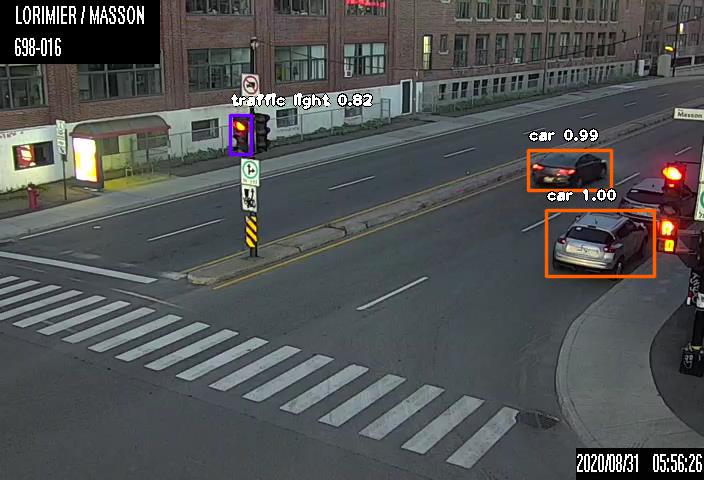 LORIMIER / MASSON
698-016
traffic light 0.82
car 0.99
Masson
car 1.00
2020/08/31 05:56:26